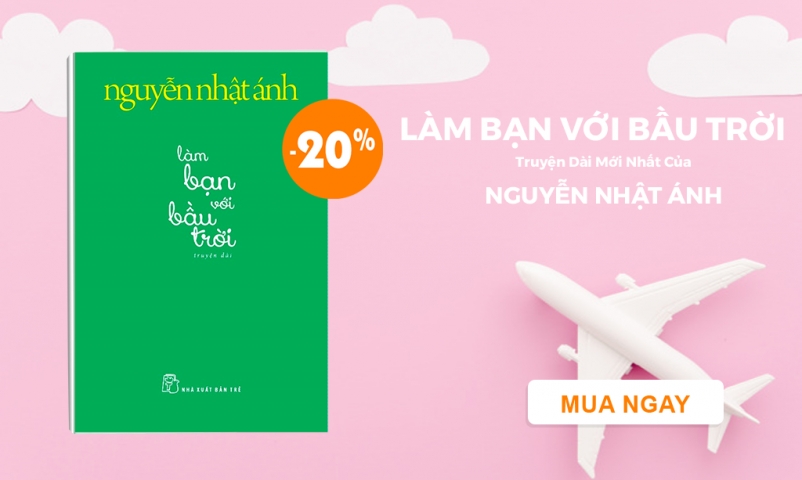 nguyễn nhật ánh
làm
bạn
với
bầu
trời
truyện dài
NHÀ XUẤT BẢN TRẺ
-20%
LÀM BẠN VỚI BẦU TRỜI
Truyện Dài Mới Nhất Của
NGUYỄN NHẬT ÁNH
MUA NGAY